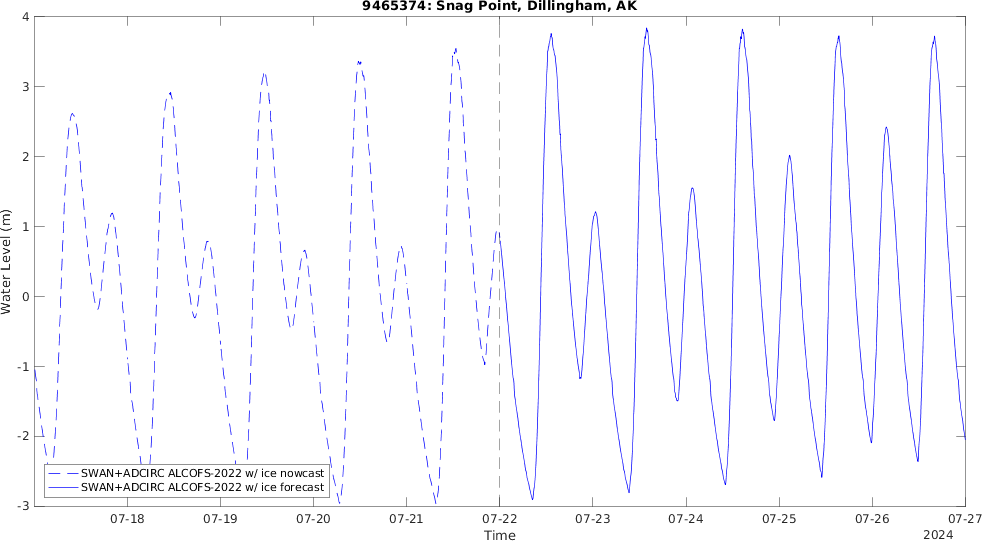 9465374: Snag Point, Dillingham, AK
4
3
2
1
0
-1
-2
-3
Water Level (m)
SWAN+ADCIRC ALCOFS-2022 w/ ice nowcast
SWAN+ADCIRC ALCOFS-2022 w/ ice forecast
07-18 07-19 07-20 07-21 07-22 07-23 07-24 07-25 07-26 07-27
Time
2024